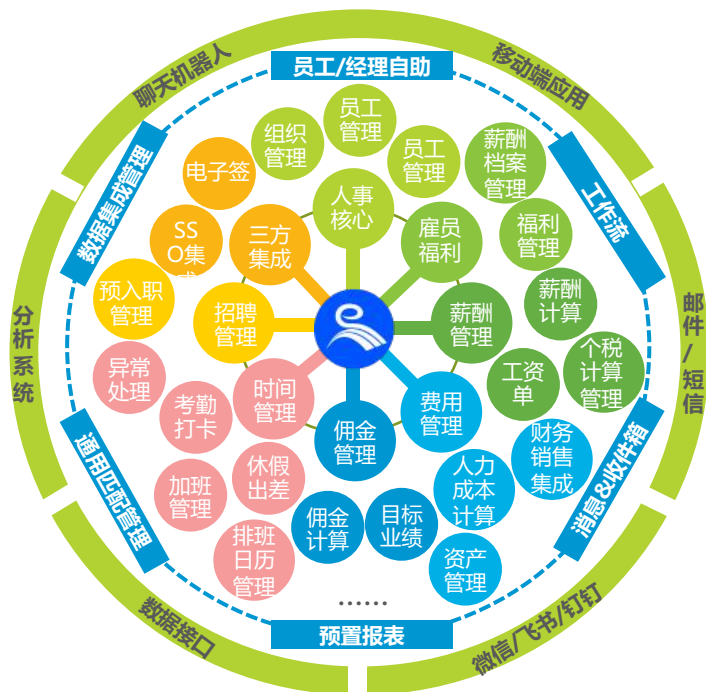 聊天机器人
移动端应用
员工/经理自助
数据集成管理
工作流
分析系统
邮件/短信
通用匹配管理
消息&收件箱
数据接口
微信/飞书/钉钉
预置报表
员工
管理
组织
管理
员工
管理
薪酬
档案
管理
电子签
人事
核心
SS
O集
成
三方
集成
雇员
福利
福利
管理
预入职
管理
招聘
管理
薪酬
管理
薪酬
计算
异常
处理
时间
管理
费用
管理
工资
单
个税
计算
管理
考勤
打卡
佣金
管理
财务
销售
集成
加班
管理
休假
出差
人力
成本
计算
排班
日历
管理
佣金
计算
目标
业绩
资产
管理
……